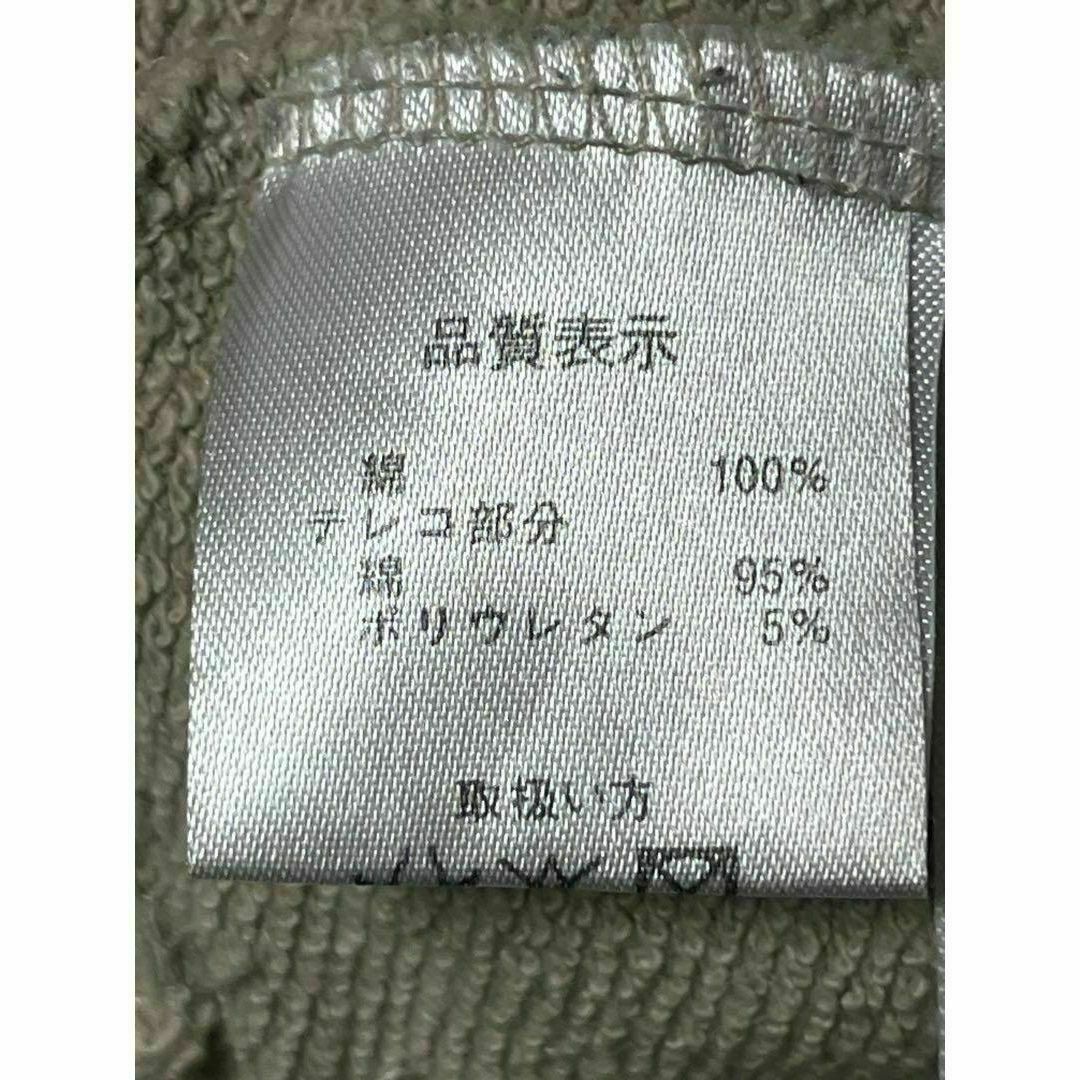 品質表示
綿 100%
テレコ部分
綿 95%
ポリウレタン 5%
取扱い方